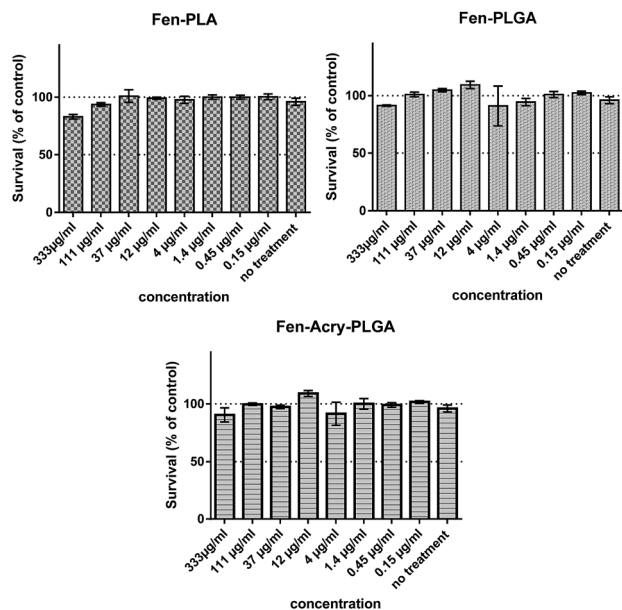 Fen-PLA
Survival (% of control)
100
50
0
333µg/ml
111 µg/ml
37 µg/ml
12 µg/ml
4 µg/ml
1.4 µg/ml
0.45 µg/ml
0.15 µg/ml
no treatment
concentration
Fen-PLGA
Survival (% of control)
100
50
0
333µg/ml
111 µg/ml
37 µg/ml
12 µg/ml
4 µg/ml
1.4 µg/ml
0.45 µg/ml
0.15 µg/ml
no treatment
concentration
Fen-Acry-PLGA
Survival (% of control)
100
50
0
333µg/ml
111 µg/ml
37 µg/ml
12 µg/ml
4 µg/ml
1.4 µg/ml
0.45 µg/ml
0.15 µg/ml
no treatment
concentration